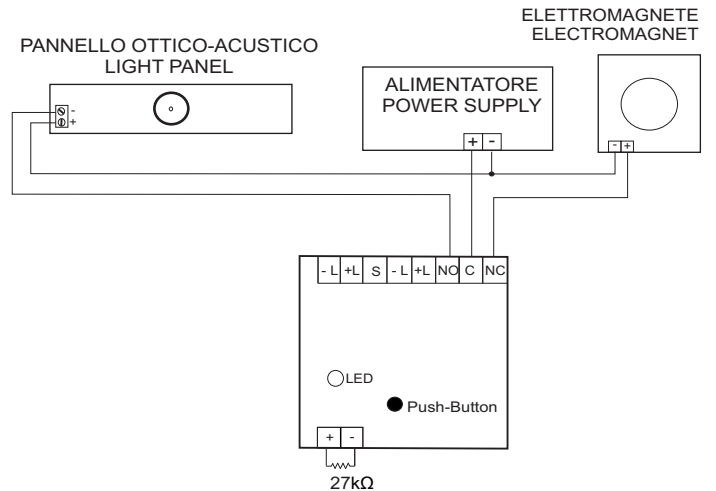 ELETTROMAGNETE
ELECTROMAGNET
PANNELLO OTTICO-ACUSTICO
LIGHT PANEL
ALIMENTATORE
POWER SUPPLY
-
+
+ -
- +
- L +L S - L +L NO C NC
LED
Push-Button
+ -
27kΩ